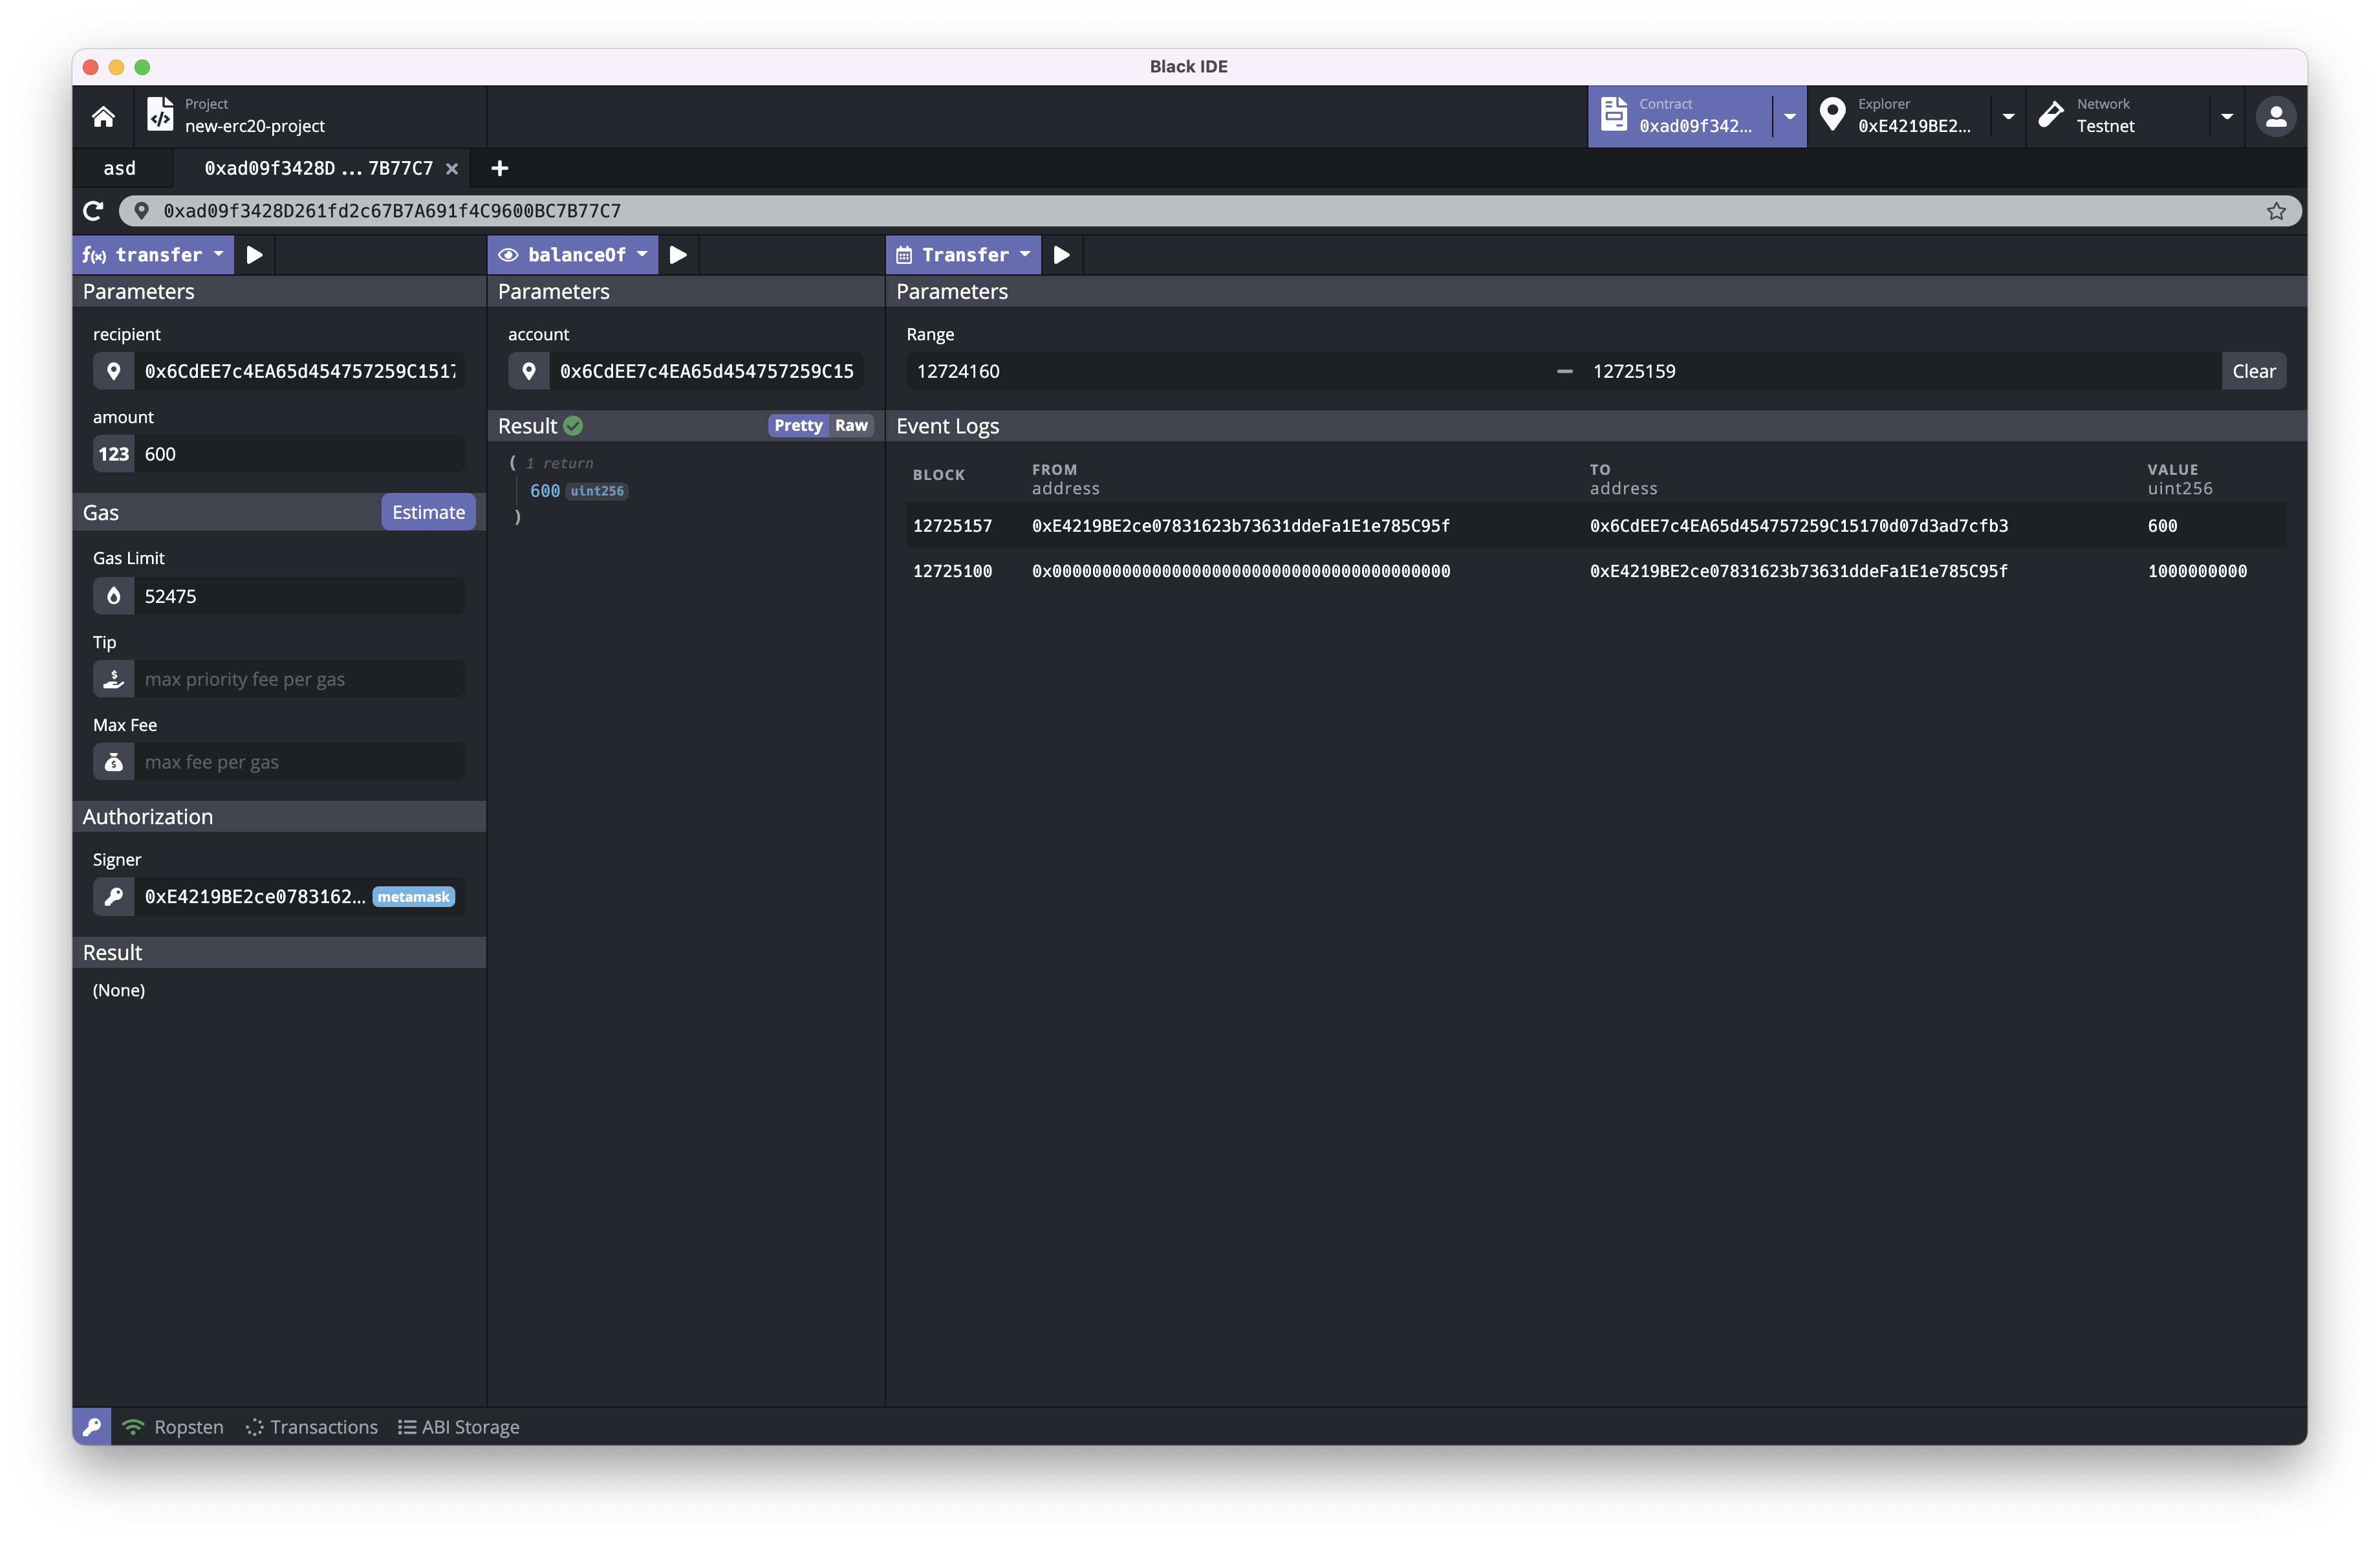 Black IDE
Project
new-erc20-project
Contract
0xad09f342...
Explorer
0xE4219BE2...
Network
Testnet
asd
0xad09f3428D ... 7B77C7
0xad09f3428D261fd2c67B7A691f4C9600BC7B77C7
f(x) transfer
balanceOf
Transfer
Parameters
recipient
0x6CdEE7c4EA65d454757259C1517
amount
123 600
Gas
Estimate
Gas Limit
52475
Tip
max priority fee per gas
Max Fee
max fee per gas
Authorization
Signer
0xE4219BE2ce0783162... metamask
Result
(None)
Parameters
account
0x6CdEE7c4EA65d454757259C15
Result
Pretty Raw
( 1 return
600 uint256
)
Parameters
Range
12724160 – 12725159 Clear
Event Logs
BLOCK FROM address TO address VALUE uint256
12725157 0xE4219BE2ce07831623b73631ddeFa1E1e785C95f 0x6CdEE7c4EA65d454757259C15170d07d3ad7cfb3 600
12725100 0x0000000000000000000000000000000000000000 0xE4219BE2ce07831623b73631ddeFa1E1e785C95f 1000000000
Ropsten Transactions ABI Storage